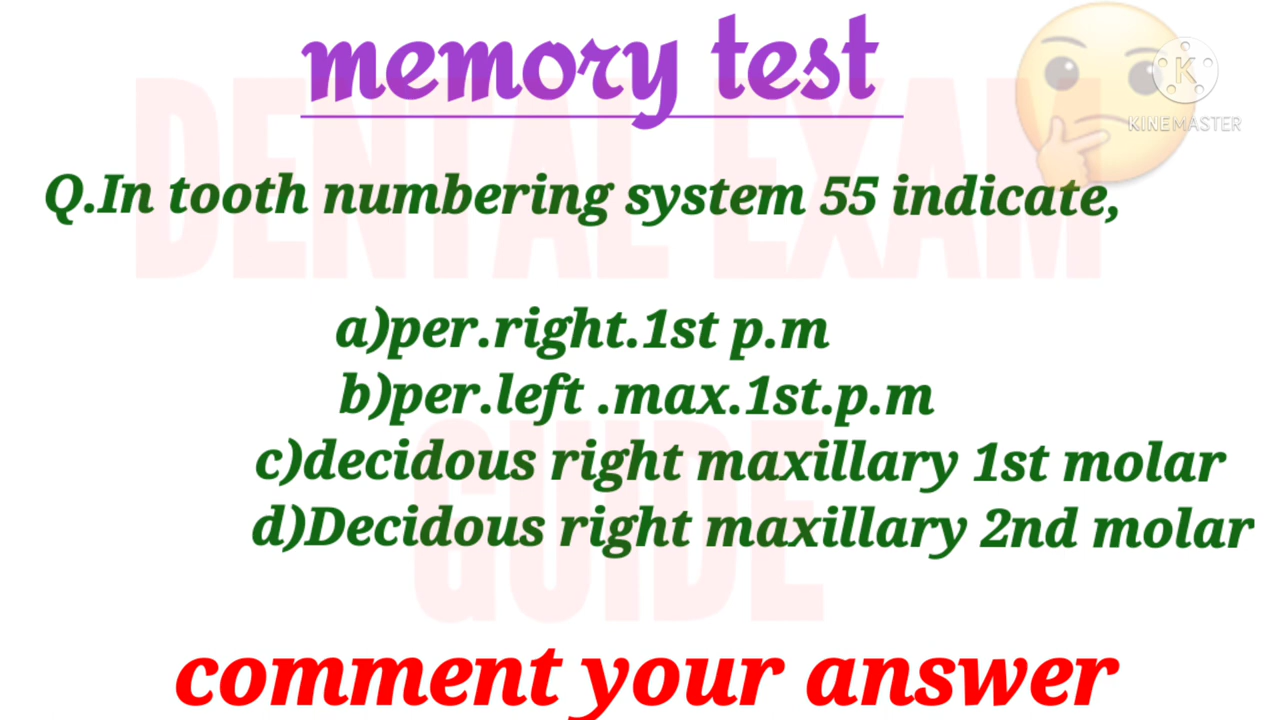 memory test
K
KINEMASTER
DENTAL EXAM
Q.In tooth numbering system 55 indicate,
a)per.right.1st p.m
b)per.left .max.1st.p.m
c)decidous right maxillary 1st molar
d)Decidous right maxillary 2nd molar
GUIDE
comment your answer